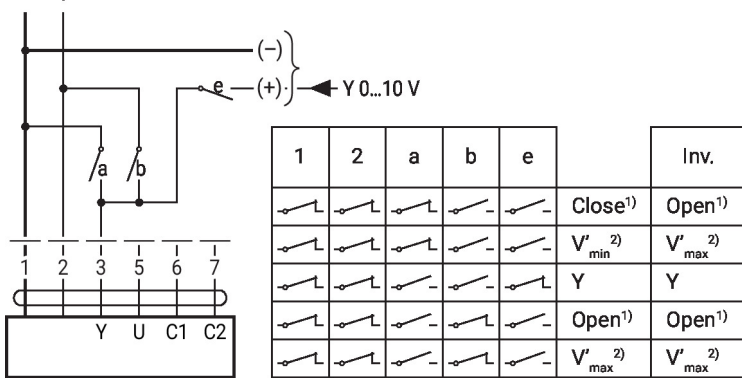 (–)
e (+) Y 0...10 V
a b
1 2 3 5 6 7
Y U C1 C2
1 2 a b e Inv.
Close¹⁾ Open¹⁾
V'min²⁾ V'max²⁾
Y Y
Open¹⁾ Open¹⁾
V'max²⁾ V'max²⁾